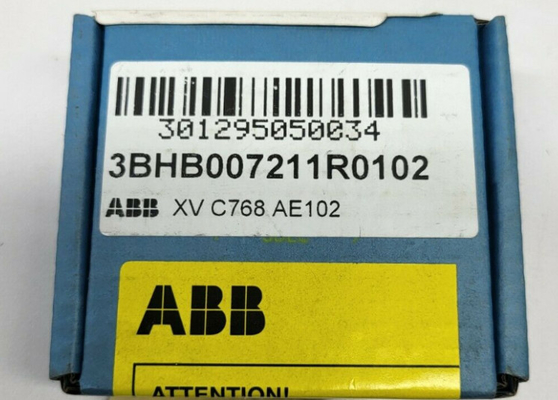 301295050034
3BHB007211R0102
ABB XV C768 AE102
ABB
ATTENTION!